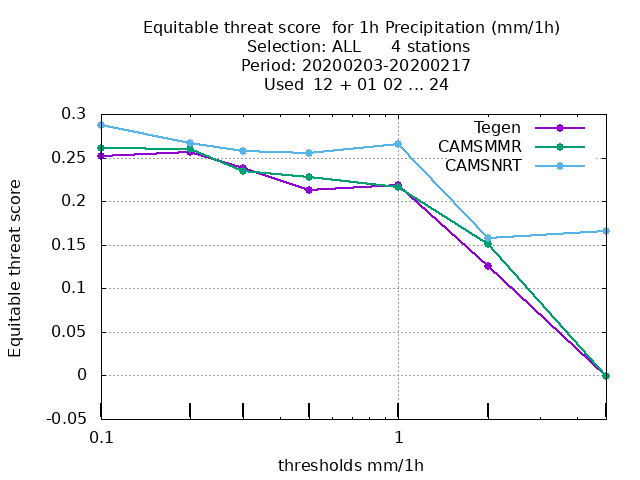 Equitable threat score  for 1h Precipitation (mm/1h)
Selection: ALL      4 stations
Period: 20200203-20200217
Used  12 + 01 02 ... 24
Tegen
CAMSMMR
CAMSNRT
Equitable threat score
0.3
0.25
0.2
0.15
0.1
0.05
0
-0.05
0.1
1
thresholds mm/1h